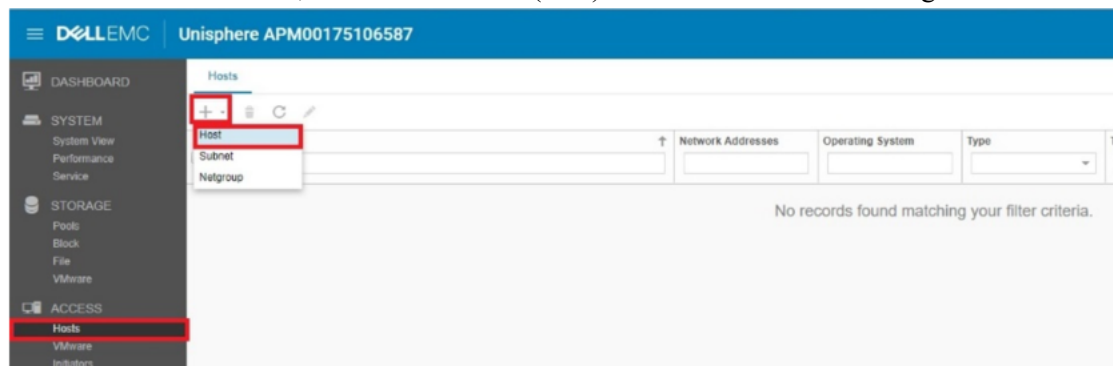 DELLEMC Unisphere APM00175106587
DASHBOARD
SYSTEM
System View
Performance
Service
STORAGE
Pools
Block
File
VMware
ACCESS
Hosts
VMware
Initiators
Hosts
Host
Subnet
Netgroup
Network Addresses Operating System Type
No records found matching your filter criteria.